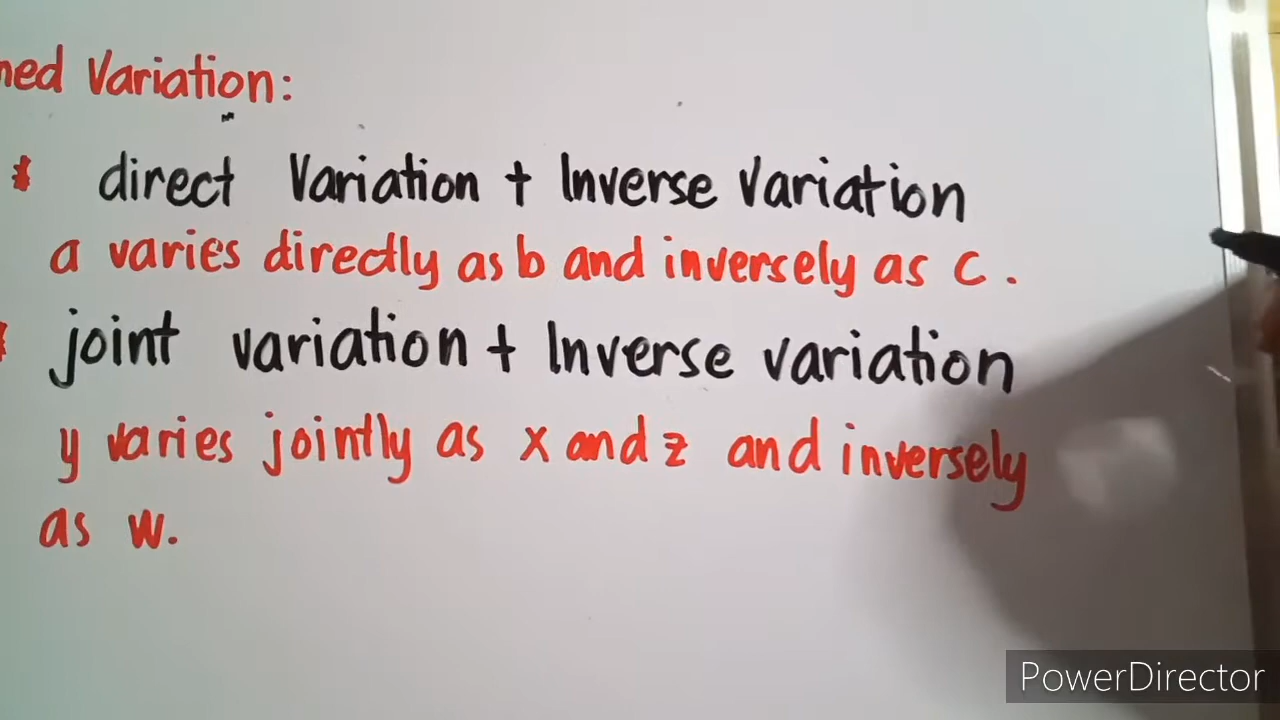 ned Variation:
* direct Variation + Inverse Variation
a varies directly as b and inversely as c.
* joint variation + Inverse variation
y varies jointly as x and z and inversely
as w.
PowerDirector